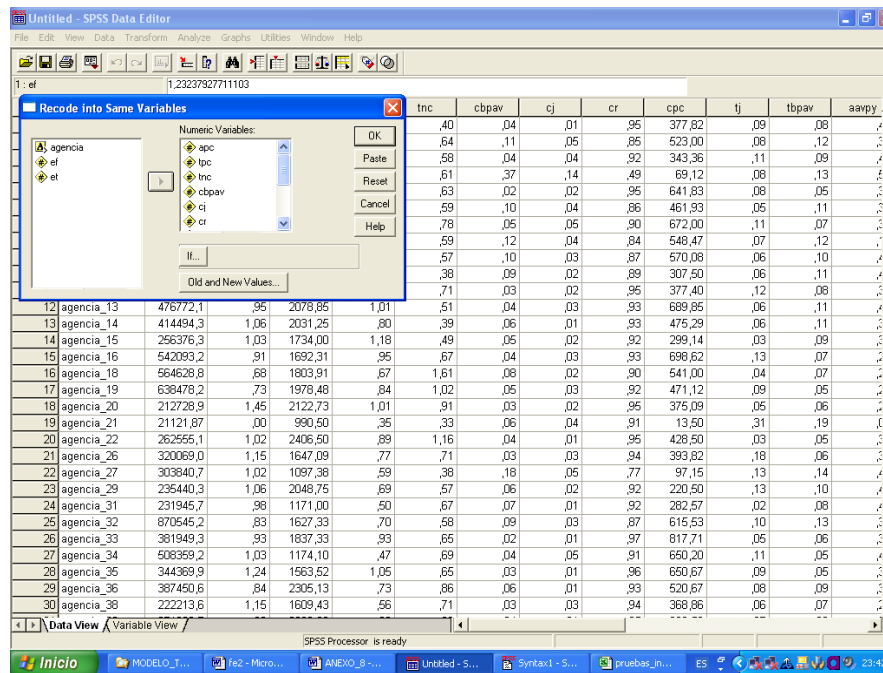 Untitled - SPSS Data Editor
File Edit View Data Transform Analyze Graphs Utilities Window Help
1 : ef 1,23237927711103
tnc cbpav cj cr cpc tj tbpav aavpy
Recode into Same Variables
agencia
ef
et
Numeric Variables:
apc
tpc
tnc
cbpav
cj
cr
If...
Old and New Values...
OK
Paste
Reset
Cancel
Help
,40 ,04 ,01 ,95 377,82 ,09 ,08
,64 ,11 ,05 ,85 523,00 ,08 ,12
,58 ,04 ,04 ,92 343,36 ,11 ,09
,61 ,37 ,14 ,49 69,12 ,08 ,13
,63 ,02 ,02 ,95 641,83 ,08 ,05
,59 ,10 ,04 ,86 461,93 ,05 ,11
,78 ,05 ,05 ,90 672,00 ,11 ,07
,59 ,12 ,04 ,84 548,47 ,07 ,12
,57 ,10 ,03 ,87 570,08 ,06 ,10
,38 ,09 ,02 ,89 307,50 ,06 ,11
,71 ,03 ,02 ,95 377,40 ,12 ,08
12 agencia_13 476772,1 ,95 2078,85 1,01 ,51 ,04 ,03 ,93 689,85 ,06 ,11
13 agencia_14 414494,3 1,06 2031,25 ,80 ,39 ,06 ,01 ,93 475,29 ,06 ,11
14 agencia_15 256376,3 1,03 1734,00 1,18 ,49 ,05 ,02 ,92 299,14 ,03 ,09
15 agencia_16 542093,2 ,91 1692,31 ,95 ,67 ,04 ,03 ,93 698,62 ,13 ,07
16 agencia_18 564628,8 ,68 1803,91 ,67 1,61 ,08 ,02 ,90 541,00 ,04 ,07
17 agencia_19 638478,2 ,73 1978,48 ,84 1,02 ,05 ,03 ,92 471,12 ,09 ,05
18 agencia_20 212728,9 1,45 2122,73 1,01 ,91 ,03 ,02 ,95 375,09 ,05 ,06
19 agencia_21 21121,87 ,00 990,50 ,35 ,33 ,06 ,04 ,91 13,50 ,31 ,19
20 agencia_22 262555,1 1,02 2406,50 ,89 1,16 ,04 ,01 ,95 428,50 ,03 ,05
21 agencia_26 320069,0 1,15 1647,09 ,77 ,71 ,03 ,03 ,94 393,82 ,18 ,06
22 agencia_27 303840,7 1,02 1097,38 ,59 ,38 ,18 ,05 ,77 97,15 ,13 ,14
23 agencia_29 235440,3 1,06 2048,75 ,69 ,57 ,06 ,02 ,92 220,50 ,13 ,10
24 agencia_31 231945,7 ,98 1171,00 ,50 ,67 ,07 ,01 ,92 282,57 ,02 ,08
25 agencia_32 870545,2 ,83 1627,33 ,70 ,58 ,09 ,03 ,87 615,53 ,10 ,13
26 agencia_33 381949,3 ,93 1837,33 ,93 ,65 ,02 ,01 ,97 817,71 ,05 ,06
27 agencia_34 508359,2 1,03 1174,10 ,47 ,69 ,04 ,05 ,91 650,20 ,11 ,05
28 agencia_35 344369,9 1,24 1563,52 1,05 ,65 ,03 ,01 ,96 650,67 ,09 ,05
29 agencia_36 387450,6 ,84 2305,13 ,73 ,86 ,06 ,01 ,93 520,67 ,08 ,09
30 agencia_38 222213,6 1,15 1609,43 ,56 ,71 ,03 ,03 ,94 368,86 ,06 ,07
Data View Variable View
SPSS Processor is ready
Inicio MODELO_T... fe2 - Micro... ANEXO_8 -... Untitled - S... Syntax1 - S... pruebas_in... ES